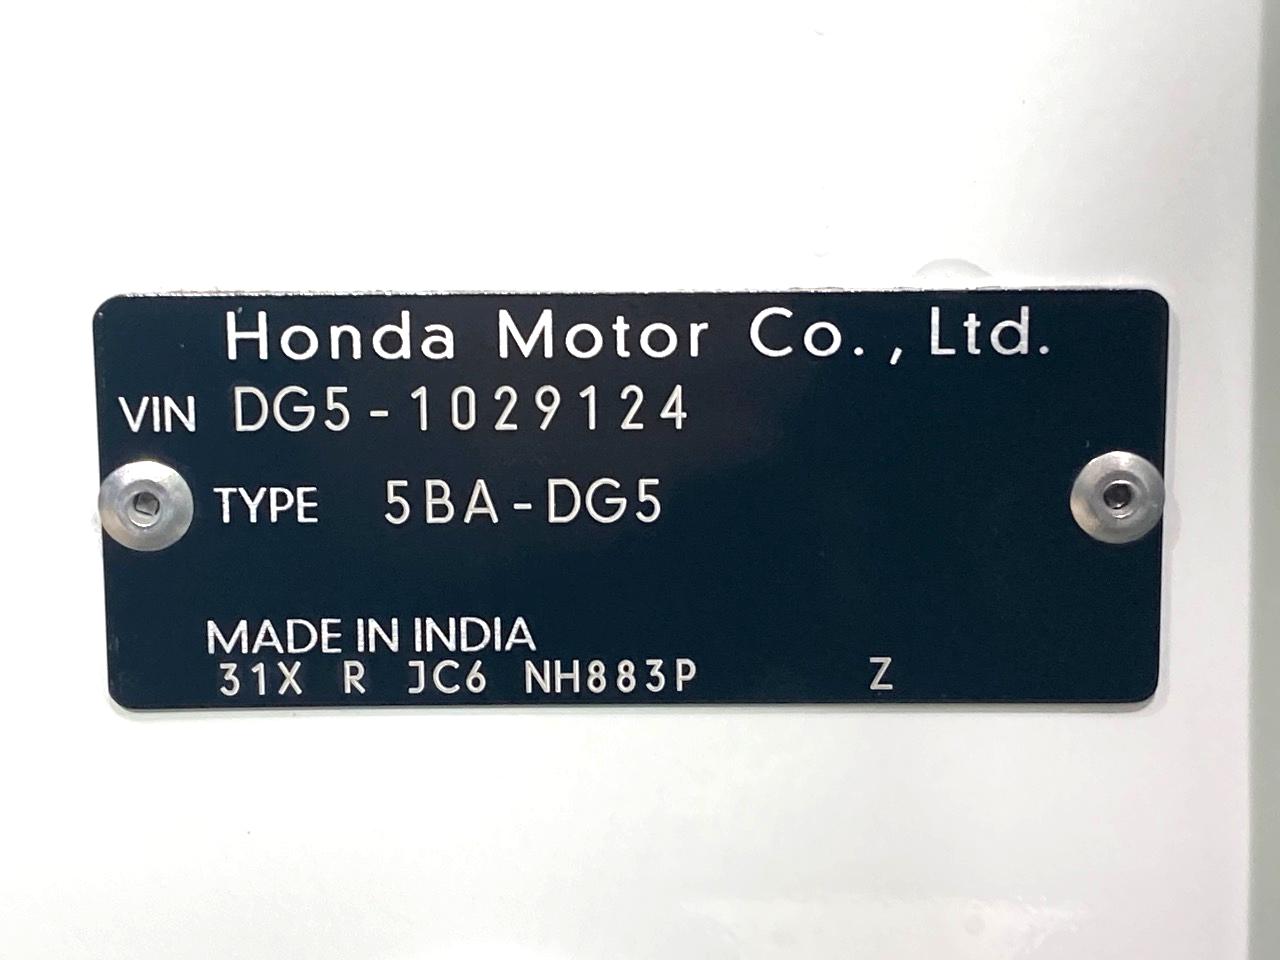 Honda Motor Co., Ltd.
VIN DG5-1029124
TYPE 5BA-DG5
MADE IN INDIA
31X R JC6 NH883P Z